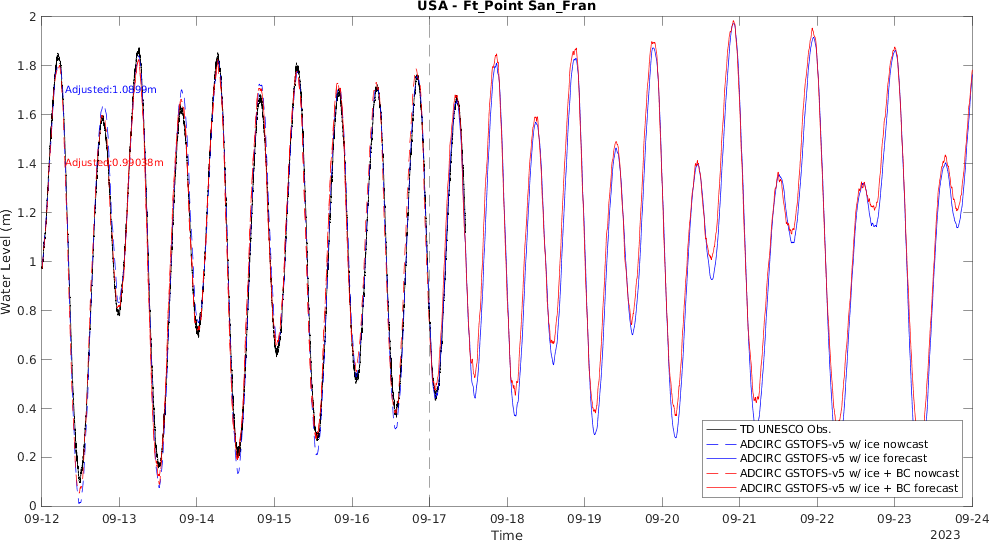 USA - Ft_Point San_Fran
2
1.8
1.6
1.4
1.2
1
0.8
0.6
0.4
0.2
0
Water Level (m)
Adjusted:1.0899m
Adjusted:0.99038m
TD UNESCO Obs.
ADCIRC GSTOFS-v5 w/ ice nowcast
ADCIRC GSTOFS-v5 w/ ice forecast
ADCIRC GSTOFS-v5 w/ ice + BC nowcast
ADCIRC GSTOFS-v5 w/ ice + BC forecast
09-12 09-13 09-14 09-15 09-16 09-17 09-18 09-19 09-20 09-21 09-22 09-23 09-24
Time
2023